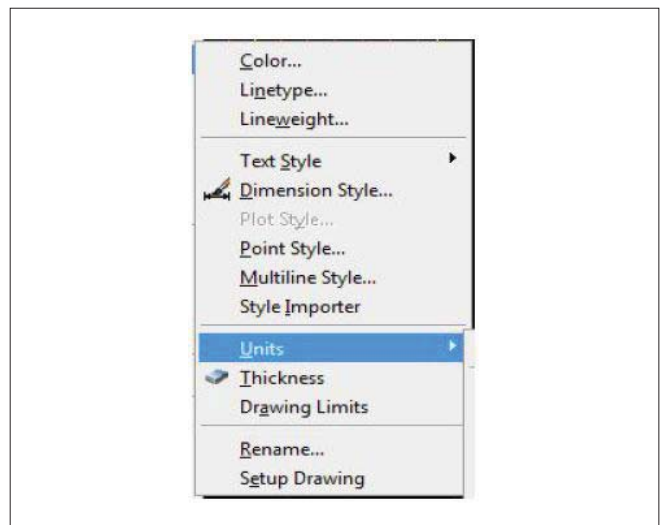 Color...
Linetype...
Lineweight...
Text Style
Dimension Style...
Plot Style...
Point Style...
Multiline Style...
Style Importer
Units
Thickness
Drawing Limits
Rename...
Setup Drawing